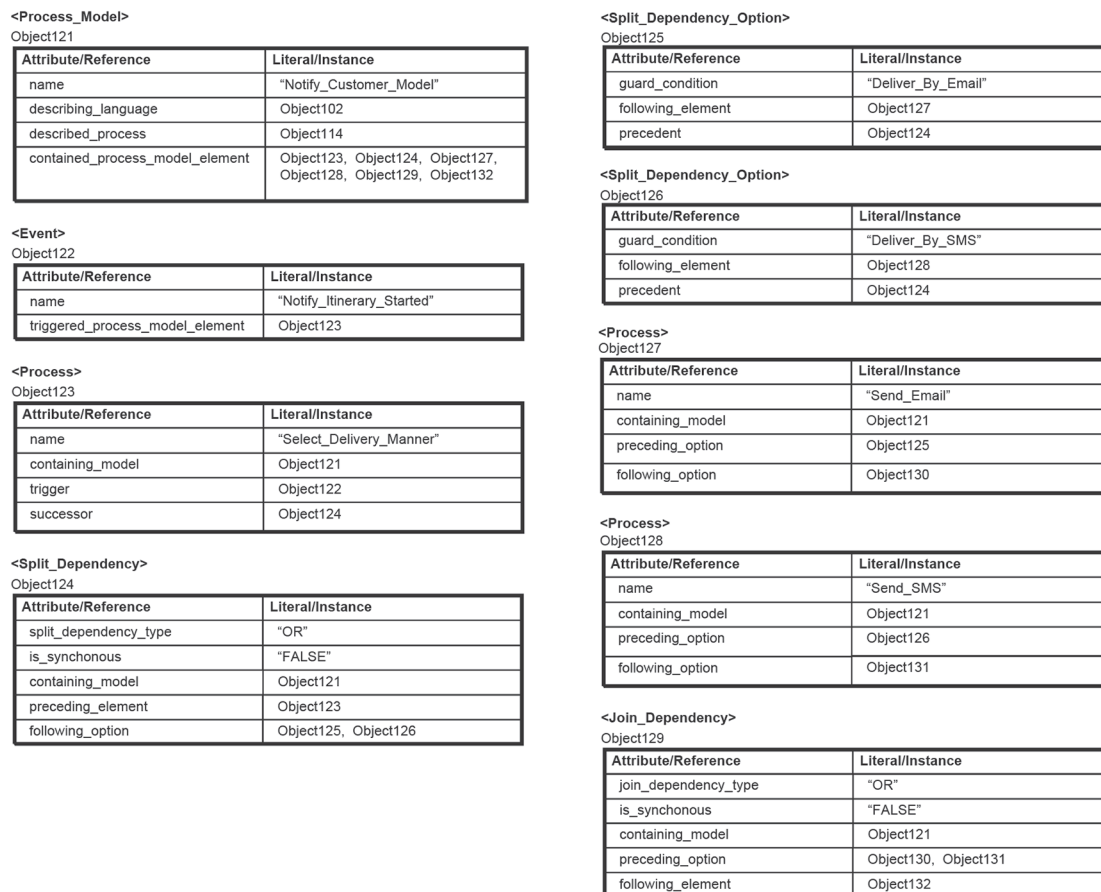 <Process_Model>
Object121
Attribute/Reference Literal/Instance
name “Notify_Customer_Model”
describing_language Object102
described_process Object114
contained_process_model_element Object123, Object124, Object127,
Object128, Object129, Object132
<Event>
Object122
Attribute/Reference Literal/Instance
name “Notify_Itinerary_Started”
triggered_process_model_element Object123
<Process>
Object123
Attribute/Reference Literal/Instance
name “Select_Delivery_Manner”
containing_model Object121
trigger Object122
successor Object124
<Split_Dependency>
Object124
Attribute/Reference Literal/Instance
split_dependency_type “OR”
is_synchonous “FALSE”
containing_model Object121
preceding_element Object123
following_option Object125, Object126
<Split_Dependency_Option>
Object125
Attribute/Reference Literal/Instance
guard_condition “Deliver_By_Email”
following_element Object127
precedent Object124
<Split_Dependency_Option>
Object126
Attribute/Reference Literal/Instance
guard_condition “Deliver_By_SMS”
following_element Object128
precedent Object124
<Process>
Object127
Attribute/Reference Literal/Instance
name “Send_Email”
containing_model Object121
preceding_option Object125
following_option Object130
<Process>
Object128
Attribute/Reference Literal/Instance
name “Send_SMS”
containing_model Object121
preceding_option Object126
following_option Object131
<Join_Dependency>
Object129
Attribute/Reference Literal/Instance
join_dependency_type “OR”
is_synchonous “FALSE”
containing_model Object121
preceding_option Object130, Object131
following_element Object132